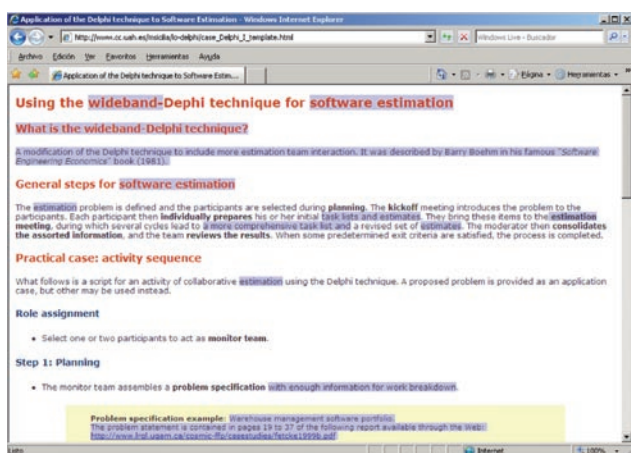 Application of the Delphi technique to Software Estimation - Windows Internet Explorer
http://www.cc.uah.es/msicilia/lo-delphi/case_Delphi_I_template.html
Windows Live - Buscador
Archivo Edición Ver Favoritos Herramientas Ayuda
Application of the Delphi technique to Software Estim...
Página Herramientas
Using the wideband-Dephi technique for software estimation
What is the wideband-Delphi technique?
A modification of the Delphi technique to include more estimation team interaction. It was described by Barry Boehm in his famous "Software
Engineering Economics" book (1981).
General steps for software estimation
The estimation problem is defined and the participants are selected during planning. The kickoff meeting introduces the problem to the
participants. Each participant then individually prepares his or her initial task lists and estimates. They bring these items to the estimation
meeting, during which several cycles lead to a more comprehensive task list and a revised set of estimates. The moderator then consolidates
the assorted information, and the team reviews the results. When some predetermined exit criteria are satisfied, the process is completed.
Practical case: activity sequence
What follows is a script for an activity of collaborative estimation using the Delphi technique. A proposed problem is provided as an application
case, but other may be used instead.
Role assignment
• Select one or two participants to act as monitor team.
Step 1: Planning
• The monitor team assembles a problem specification with enough information for work breakdown.
Problem specification example: Warehouse management software portfolio.
The problem statement is contained in pages 19 to 37 of the following report available through the Web:
http://www.lrgl.uqam.ca/cosmic-ffp/casestudies/fetcke1999b.pdf
Listo Internet 100%